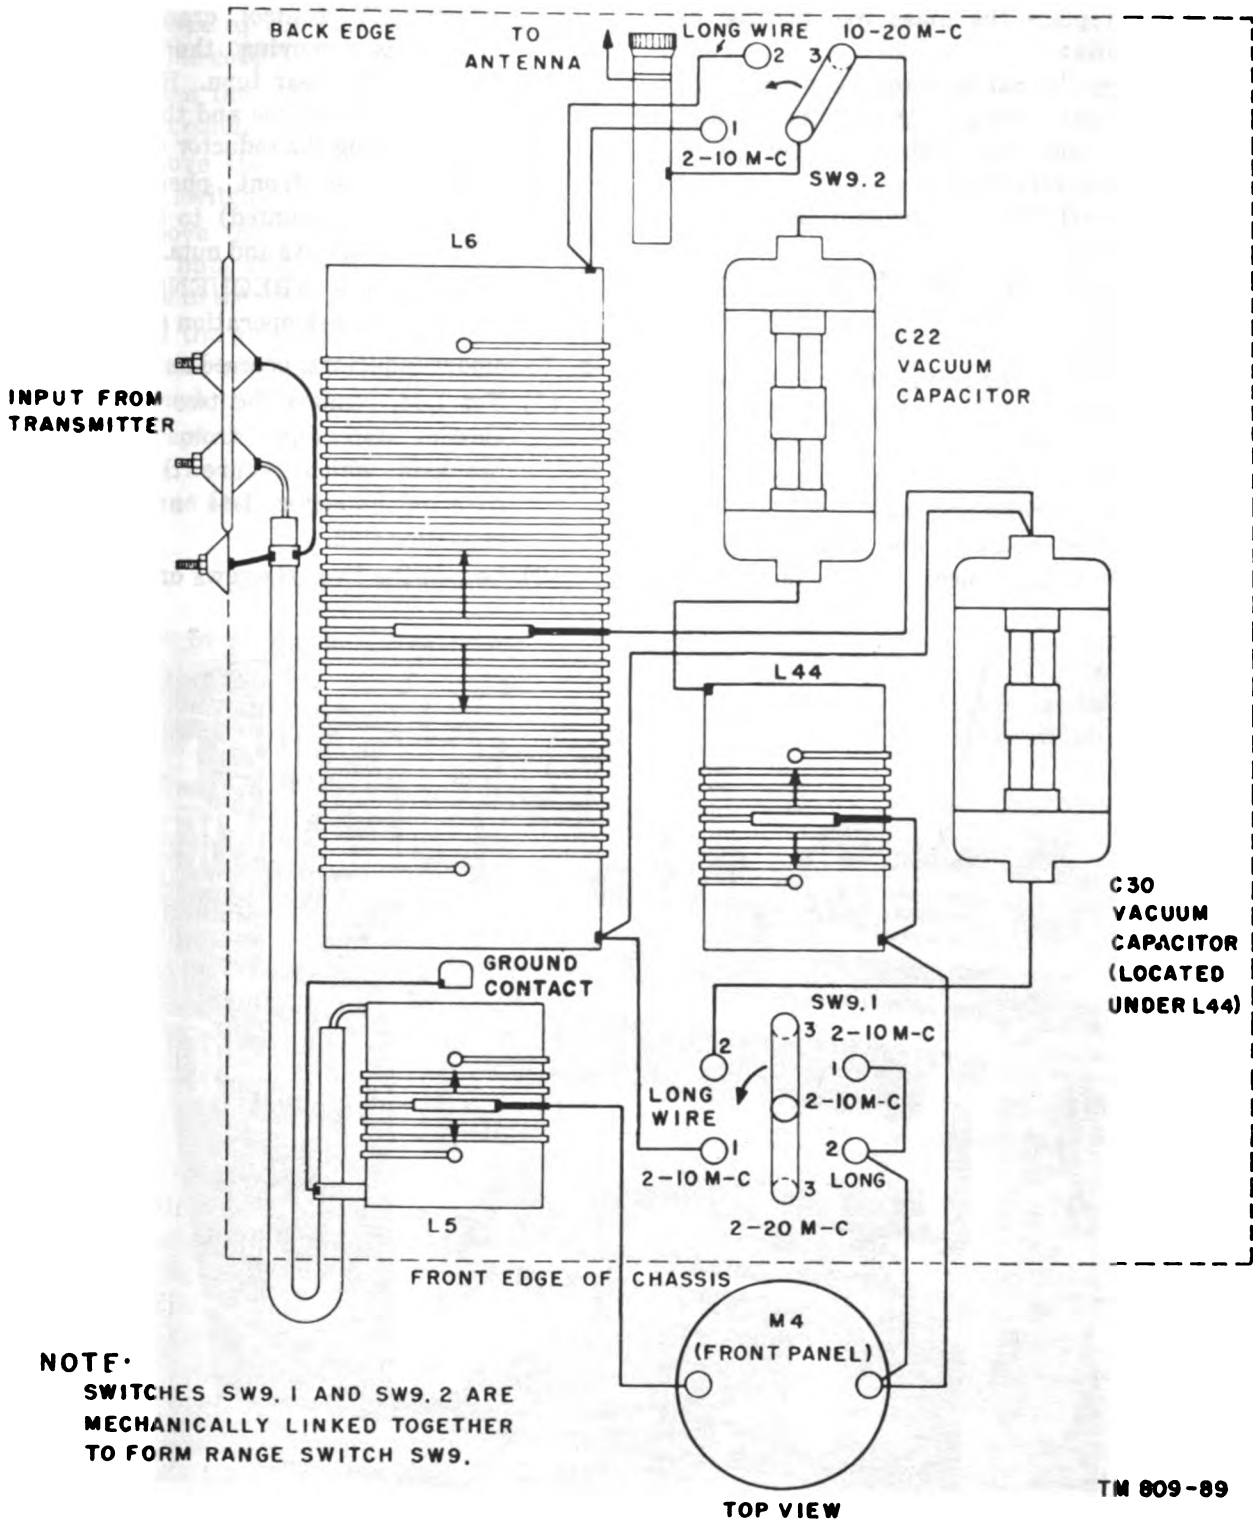 BACK EDGE
TO
ANTENNA
LONG WIRE
2
10-20 M-C
3
1
2-10 M-C
SW9.2
L6
INPUT FROM
TRANSMITTER
C22
VACUUM
CAPACITOR
L44
C30
VACUUM
CAPACITOR
(LOCATED
UNDER L44)
GROUND
CONTACT
SW9.1
3
2-10 M-C
2
1
LONG
WIRE
2-10M-C
1
2-10 M-C
2
LONG
3
2-20 M-C
L5
FRONT EDGE OF CHASSIS
M4
(FRONT PANEL)
NOTE·
SWITCHES SW9.1 AND SW9.2 ARE
MECHANICALLY LINKED TOGETHER
TO FORM RANGE SWITCH SW9.
TM 809-89
TOP VIEW